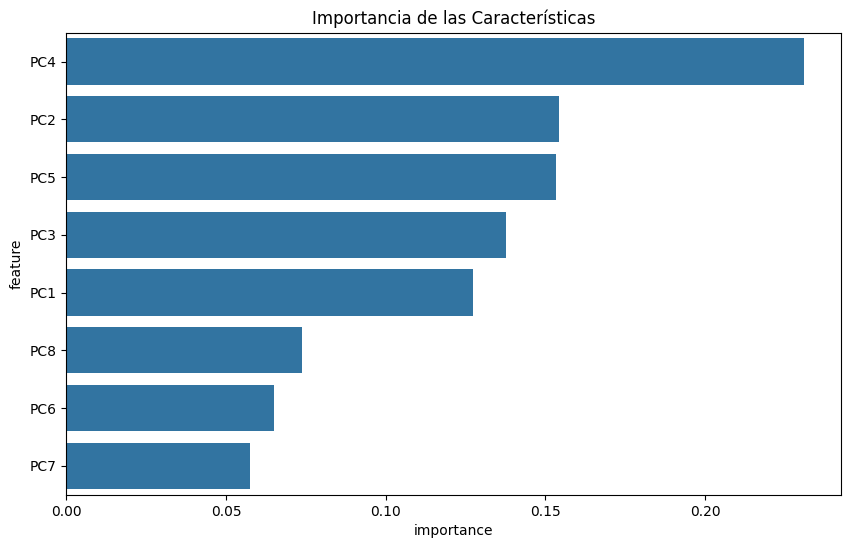 Importancia de las Características
feature
PC4
PC2
PC5
PC3
PC1
PC8
PC6
PC7
0.00 0.05 0.10 0.15 0.20
importance